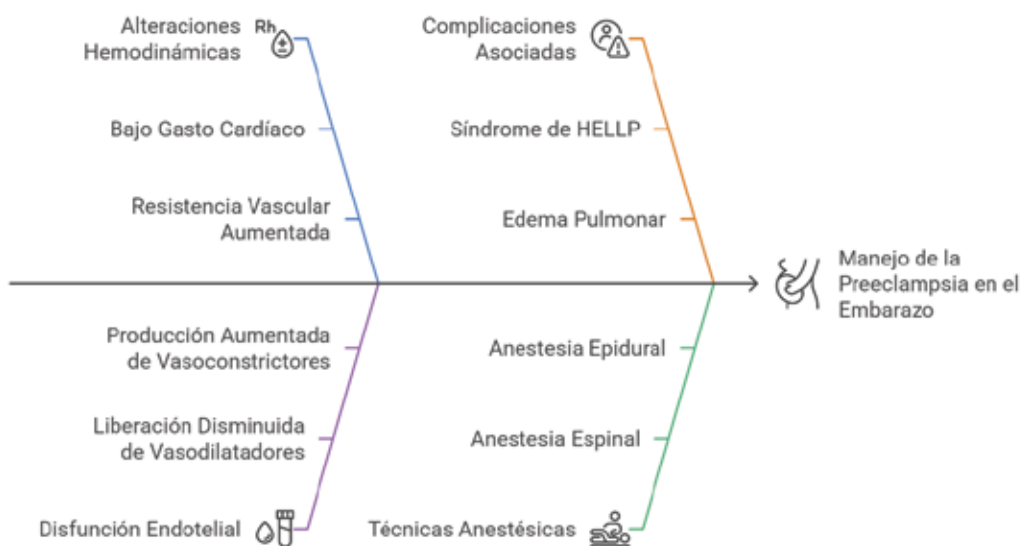 Alteraciones
Hemodinámicas
Rh
Bajo Gasto Cardíaco
Resistencia Vascular
Aumentada
Complicaciones
Asociadas
Síndrome de HELLP
Edema Pulmonar
Manejo de la
Preeclampsia en el
Embarazo
Producción Aumentada
de Vasoconstrictores
Liberación Disminuida
de Vasodilatadores
Disfunción Endotelial
Anestesia Epidural
Anestesia Espinal
Técnicas Anestésicas